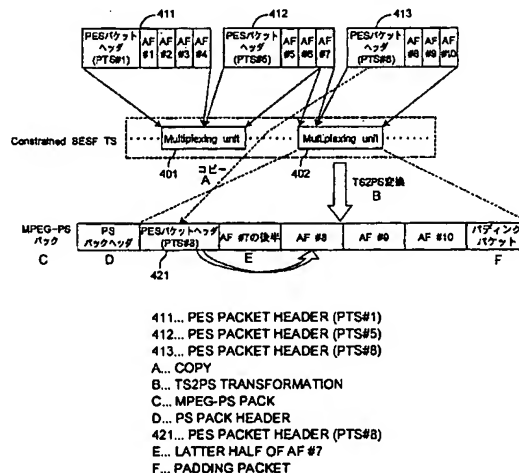 411
412
413
PESパケット
ヘッダ
(PTS#1)
AF
#1
AF
#2
AF
#3
AF
#4
PESパケット
ヘッダ
(PTS#5)
AF
#5
AF
#6
AF
#7
PESパケット
ヘッダ
(PTS#8)
AF
#8
AF
#9
AF
#10
Constrained SESF TS
Multiplexing unit
Multiplexing unit
401
402
コピー
A
TS2PS変換
B
MPEG-PS
パック
C
PS
パックヘッダ
D
PESパケットヘッダ
(PTS#8)
421
AF #7の後半
E
AF #8
AF #9
AF #10
パディング
パケット
F
411... PES PACKET HEADER (PTS#1)
412... PES PACKET HEADER (PTS#5)
413... PES PACKET HEADER (PTS#8)
A... COPY
B... TS2PS TRANSFORMATION
C... MPEG-PS PACK
D... PS PACK HEADER
421... PES PACKET HEADER (PTS#8)
E... LATTER HALF OF AF #7
F... PADDING PACKET